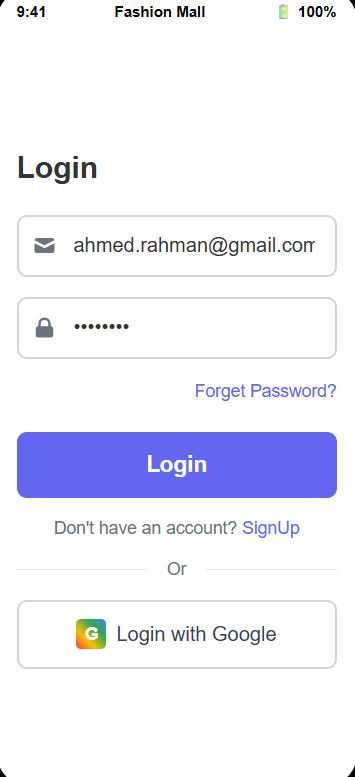 9:41 Fashion Mall 100%
Login
ahmed.rahman@gmail.com
••••••••
Forget Password?
Login
Don't have an account? SignUp
Or
G Login with Google